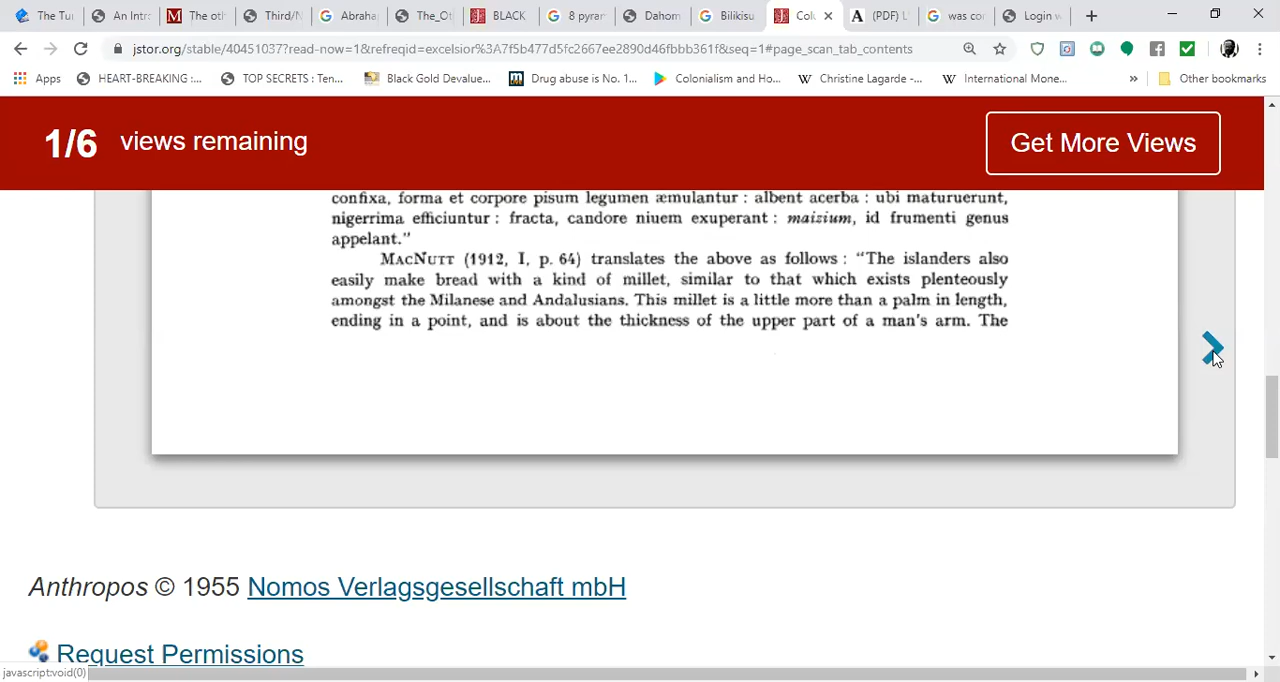 The Tu
An Intr
The oth
Third/N
Abraha
The_Ot
BLACK
8 pyram
Dahom
Bilikisu
Colu
(PDF) L
was co
Login
jstor.org/stable/40451037?read-now=1&refreqid=excelsior%3A7f5b477d5fc2667ee2890d46fbbb361f&seq=1#page_scan_tab_contents
Apps
HEART-BREAKING :...
TOP SECRETS : Ten...
Black Gold Devalue...
Drug abuse is No. 1...
Colonialism and Ho...
Christine Lagarde -...
International Mone...
»
Other bookmarks
1/6 views remaining
Get More Views
confixa, forma et corpore pisum legumen æmulantur : albent acerba : ubi maturuerunt,
nigerrima efficiuntur : fracta, candore niuem exuperant : maizium, id frumenti genus
appelant."
MACNUTT (1912, I, p. 64) translates the above as follows : "The islanders also
easily make bread with a kind of millet, similar to that which exists plenteously
amongst the Milanese and Andalusians. This millet is a little more than a palm in length,
ending in a point, and is about the thickness of the upper part of a man's arm. The
Anthropos © 1955 Nomos Verlagsgesellschaft mbH
Request Permissions
javascript:void(0)